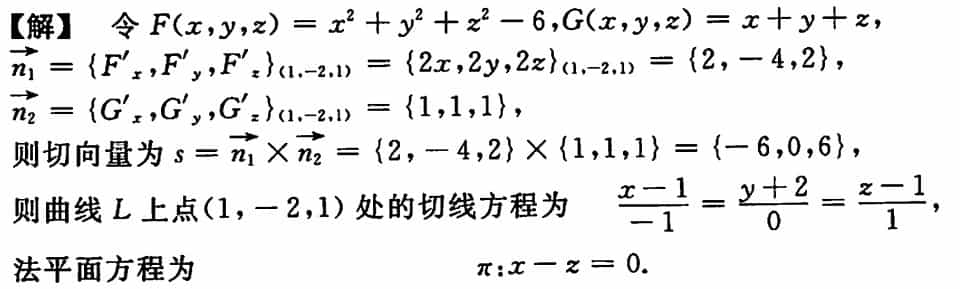 【解】 令 F(x,y,z) = x² + y² + z² − 6,G(x,y,z) = x + y + z,
n₁⃗ = {F′ₓ,F′ᵧ,F′_z}₍₁,₋₂,₁₎ = {2x,2y,2z}₍₁,₋₂,₁₎ = {2,−4,2},
n₂⃗ = {G′ₓ,G′ᵧ,G′_z}₍₁,₋₂,₁₎ = {1,1,1},
则切向量为 s = n₁⃗ × n₂⃗ = {2,−4,2} × {1,1,1} = {−6,0,6},
则曲线 L 上点(1,−2,1) 处的切线方程为 (x−1)/(−1) = (y+2)/0 = (z−1)/1,
法平面方程为 π:x − z = 0.